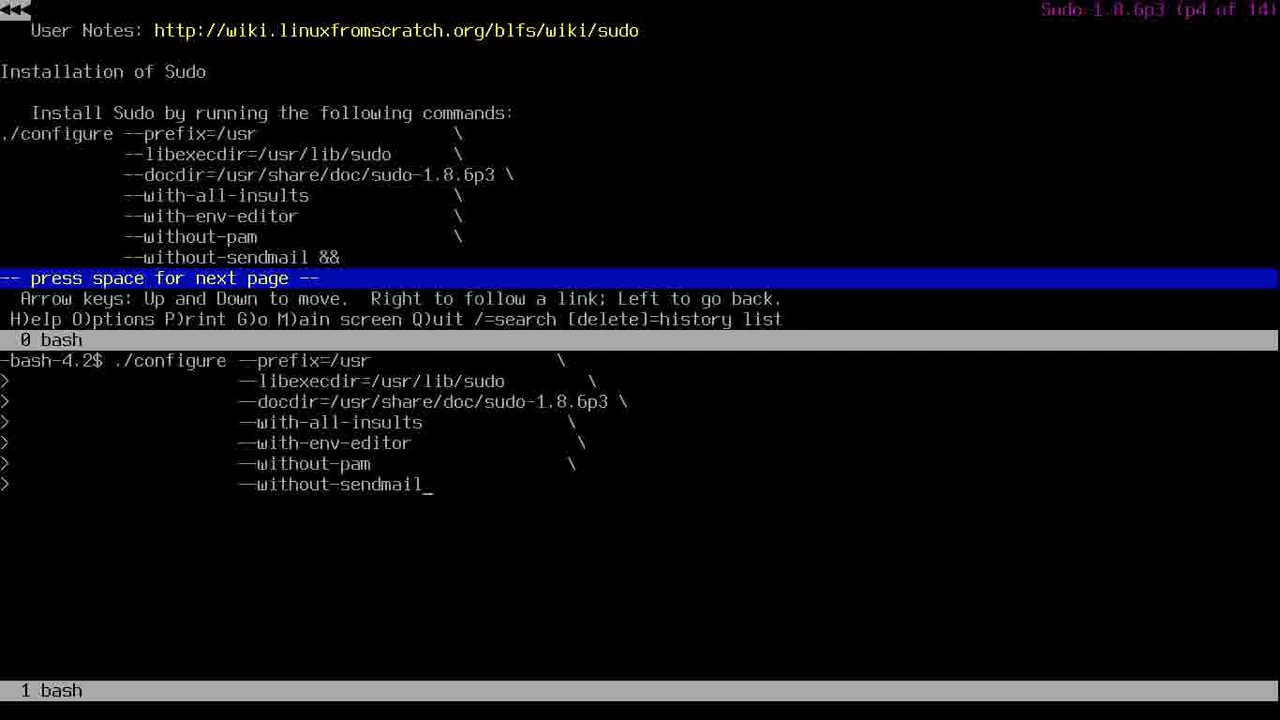 <<<
Sudo-1.8.6p3 (p4 of 14)
User Notes: http://wiki.linuxfromscratch.org/blfs/wiki/sudo
Installation of Sudo
Install Sudo by running the following commands:
./configure --prefix=/usr \
--libexecdir=/usr/lib/sudo \
--docdir=/usr/share/doc/sudo-1.8.6p3 \
--with-all-insults \
--with-env-editor \
--without-pam \
--without-sendmail &&
-- press space for next page --
Arrow keys: Up and Down to move. Right to follow a link; Left to go back.
H)elp O)ptions P)rint G)o M)ain screen Q)uit /=search [delete]=history list
0 bash
-bash-4.2$ ./configure --prefix=/usr \
> --libexecdir=/usr/lib/sudo \
> --docdir=/usr/share/doc/sudo-1.8.6p3 \
> --with-all-insults \
> --with-env-editor \
> --without-pam \
> --without-sendmail_
1 bash